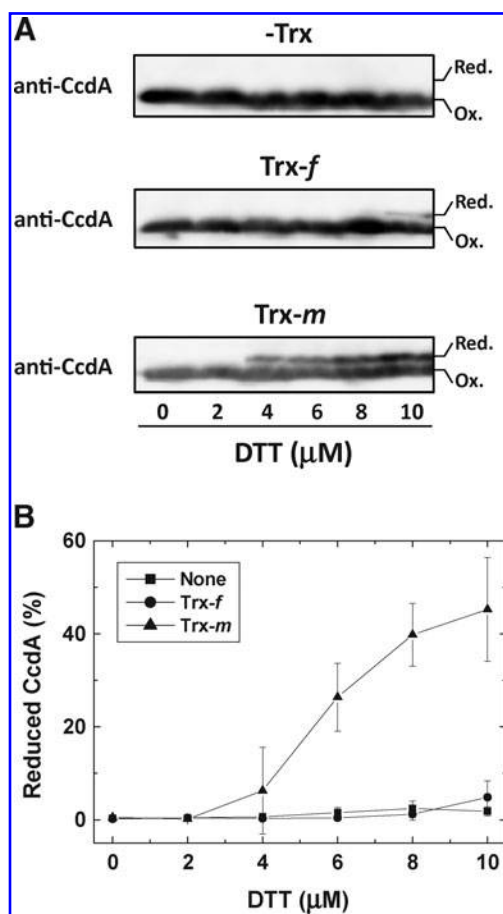 A
-Trx
anti-CcdA
Red.
Ox.
Trx-f
anti-CcdA
Red.
Ox.
Trx-m
anti-CcdA
Red.
Ox.
0 2 4 6 8 10
DTT (μM)
B
60
40
20
0
Reduced CcdA (%)
None
Trx-f
Trx-m
0 2 4 6 8 10
DTT (μM)